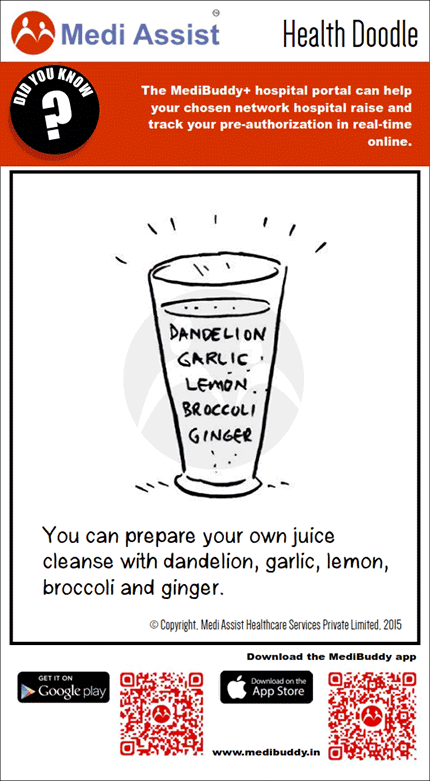 Medi Assist
Health Doodle
DID YOU KNOW
?
The MediBuddy+ hospital portal can help
your chosen network hospital raise and
track your pre-authorization in real-time
online.
DANDELION
GARLIC
LEMON
BROCCOLI
GINGER
You can prepare your own juice
cleanse with dandelion, garlic, lemon,
broccoli and ginger.
© Copyright, Medi Assist Healthcare Services Private Limited, 2015
Download the MediBuddy app
GET IT ON
Google play
Download on the
App Store
www.medibuddy.in